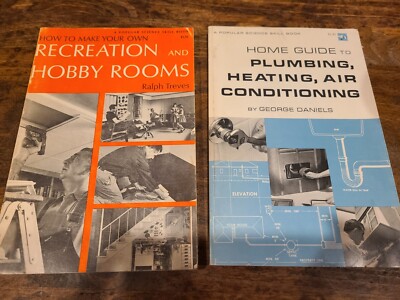 A POPULAR SCIENCE SKILL BOOK
HOW TO MAKE YOUR OWN
RECREATION AND
HOBBY ROOMS
Ralph Treves
A POPULAR SCIENCE SKILL BOOK
HOME GUIDE TO
PLUMBING,
HEATING, AIR
CONDITIONING
BY GEORGE DANIELS
ELEVATION